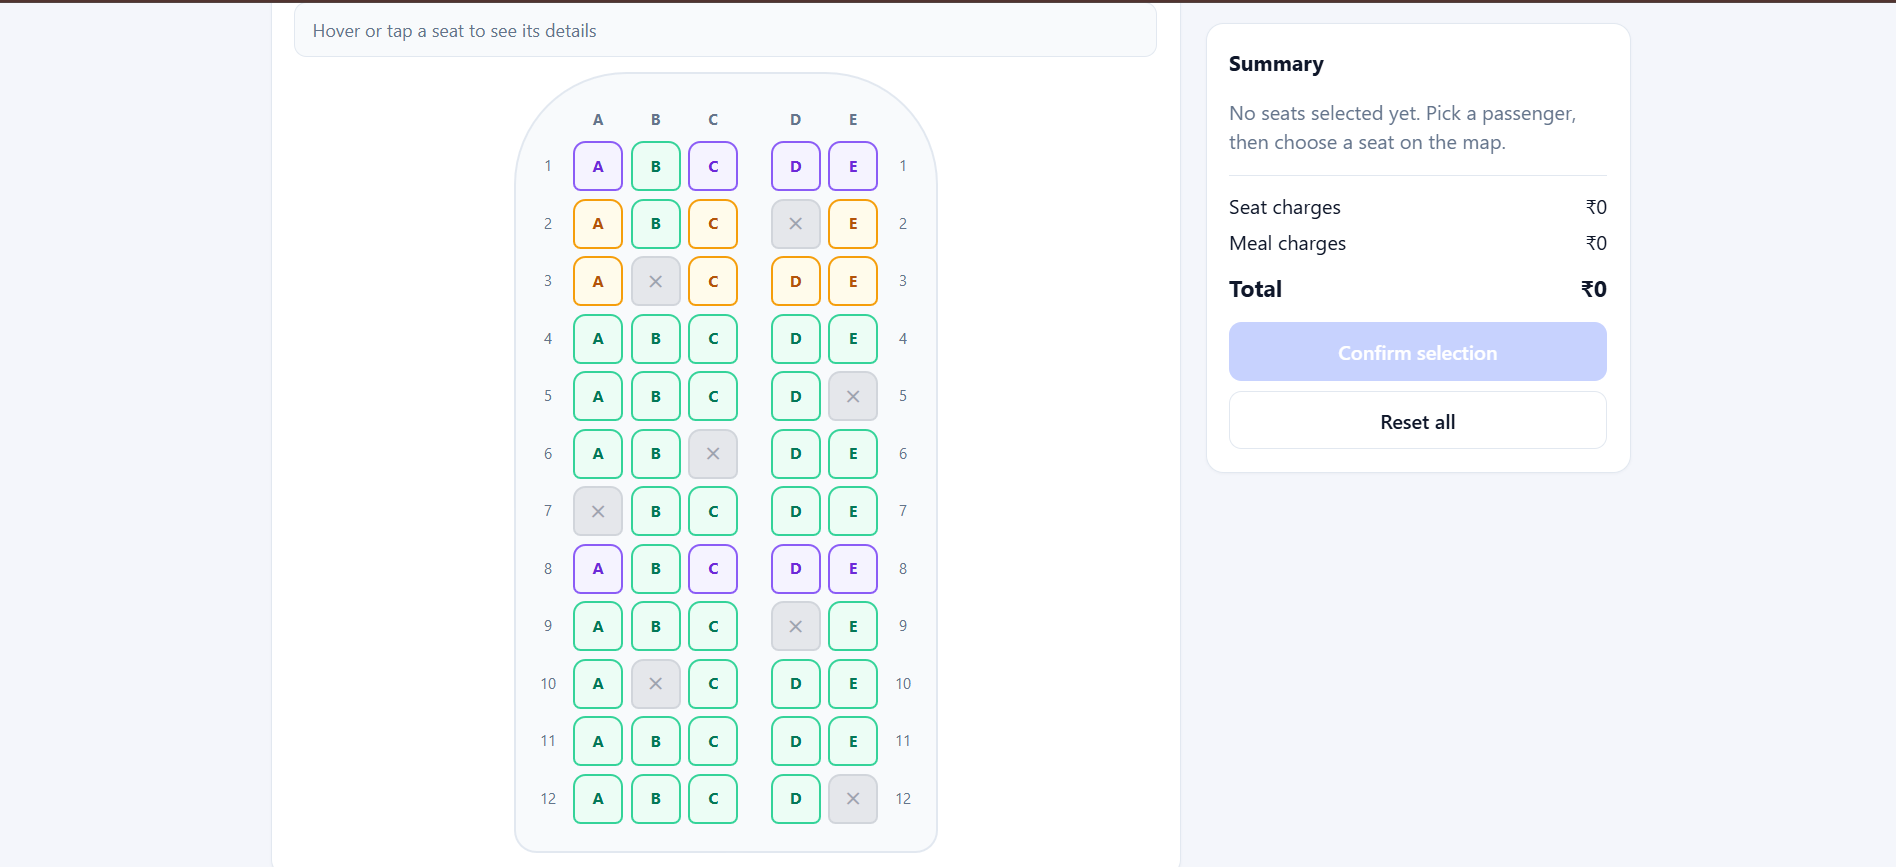 Hover or tap a seat to see its details
A B C D E
1 A B C D E 1
2 A B C × E 2
3 A × C D E 3
4 A B C D E 4
5 A B C D × 5
6 A B × D E 6
7 × B C D E 7
8 A B C D E 8
9 A B C × E 9
10 A × C D E 10
11 A B C D E 11
12 A B C D × 12
Summary
No seats selected yet. Pick a passenger,
then choose a seat on the map.
Seat charges ₹0
Meal charges ₹0
Total ₹0
Confirm selection
Reset all